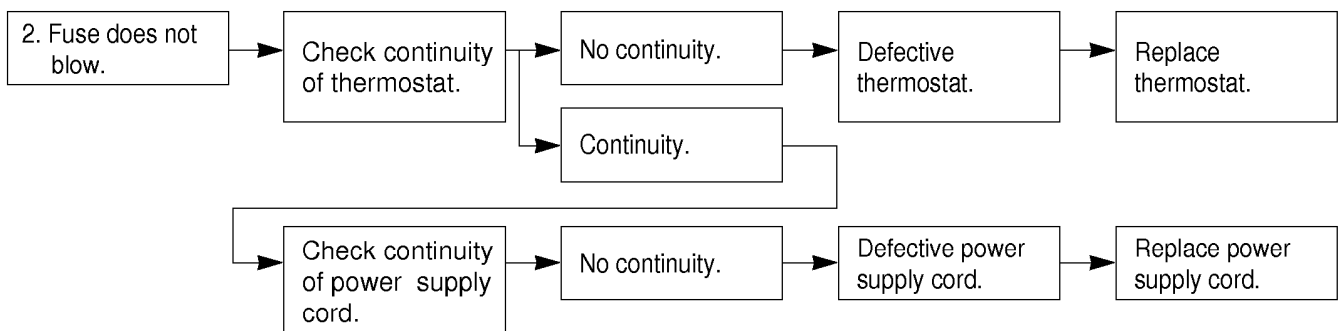 2. Fuse does not
blow.
Check continuity
of thermostat.
No continuity.
Defective
thermostat.
Replace
thermostat.
Continuity.
Check continuity
of power supply
cord.
No continuity.
Defective power
supply cord.
Replace power
supply cord.